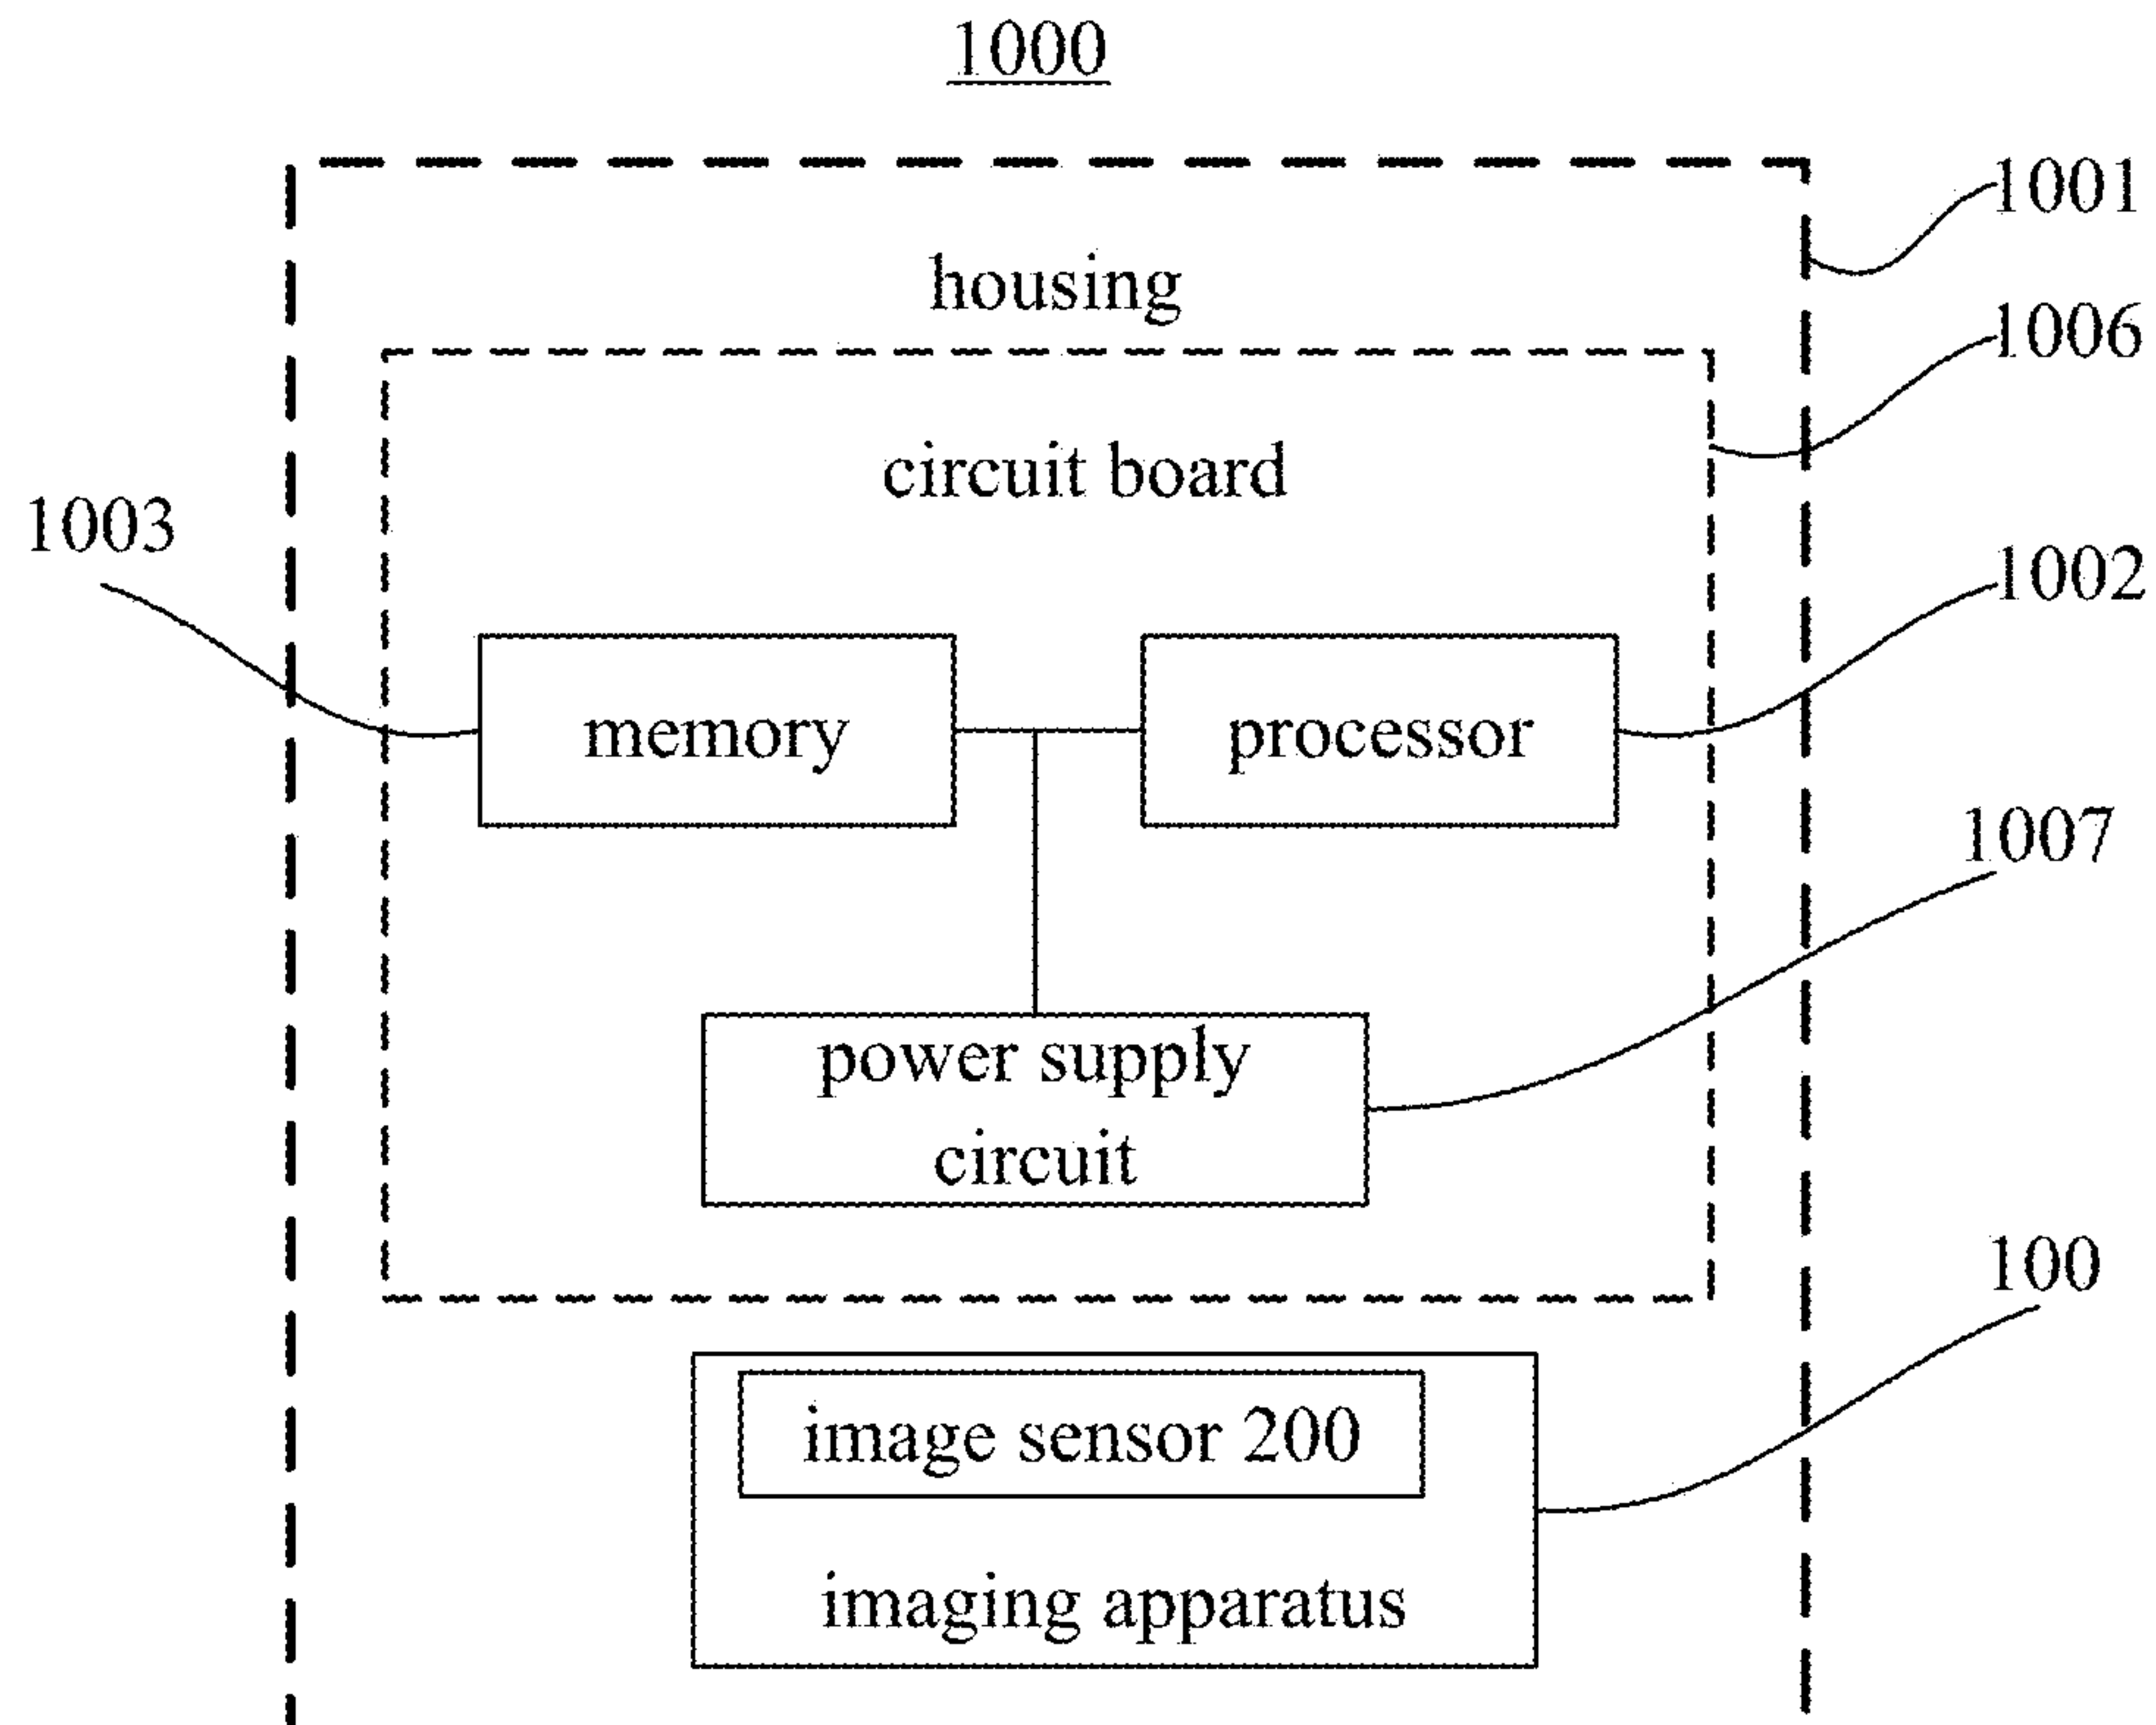 1000
1001
housing
1006
circuit board
1003
1002
memory
processor
1007
power supply
circuit
100
image sensor 200
imaging apparatus